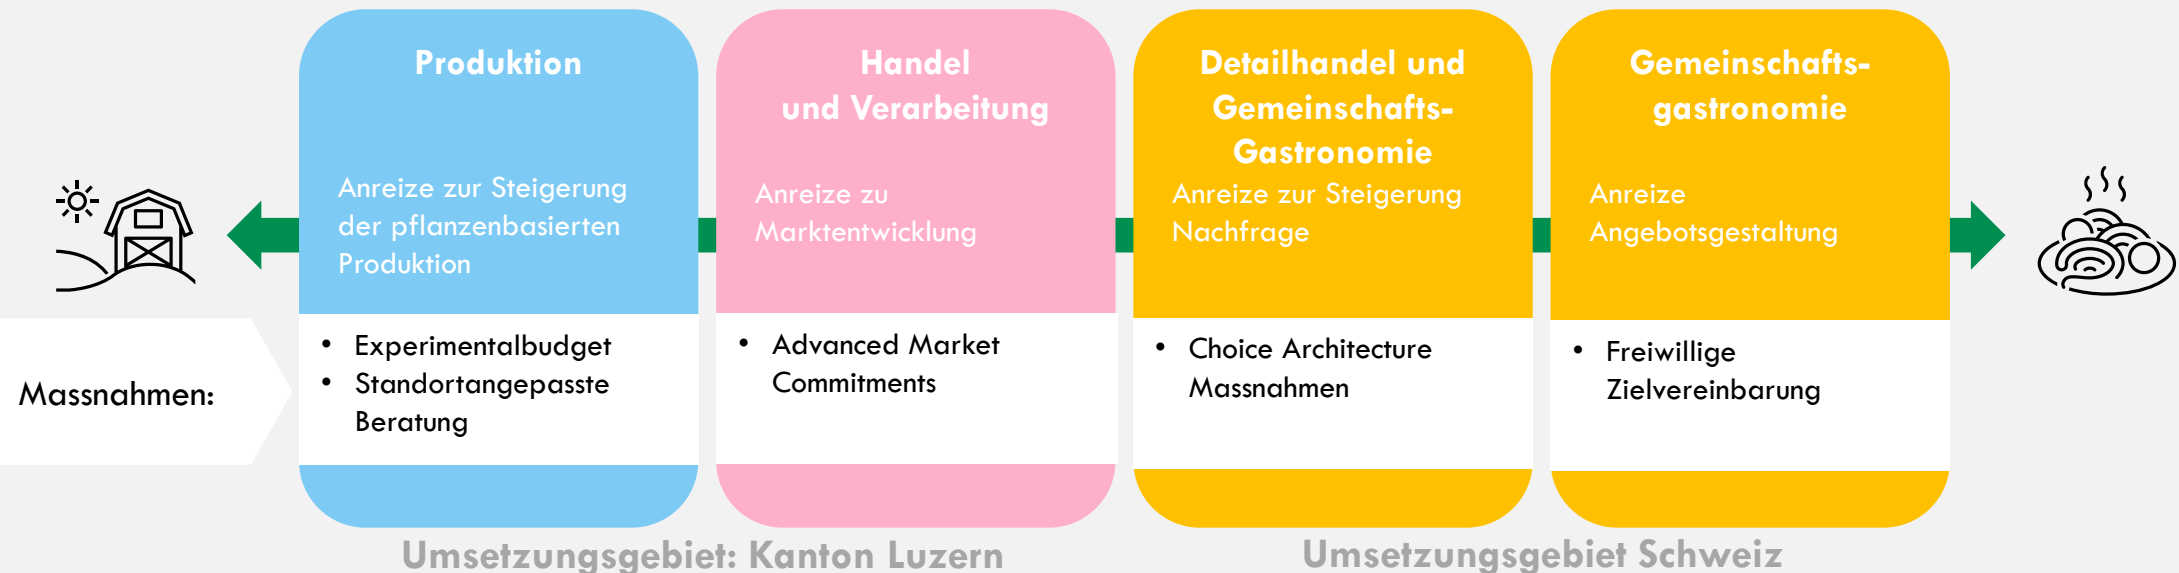 Produktion
Anreize zur Steigerung
der pflanzenbasierten
Produktion
Handel
und Verarbeitung
Anreize zu
Marktentwicklung
Detailhandel und
Gemeinschafts-
Gastronomie
Anreize zur Steigerung
Nachfrage
Gemeinschafts-
gastronomie
Anreize
Angebotsgestaltung
Massnahmen:
• Experimentalbudget
• Standortangepasste
Beratung
• Advanced Market
Commitments
• Choice Architecture
Massnahmen
• Freiwillige
Zielvereinbarung
Umsetzungsgebiet: Kanton Luzern
Umsetzungsgebiet Schweiz